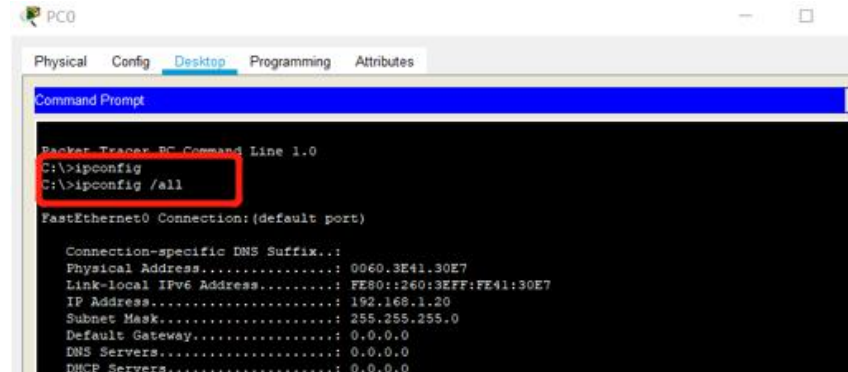 PC0
Physical Config Desktop Programming Attributes
Command Prompt
Packet Tracer PC Command Line 1.0
C:\>ipconfig
C:\>ipconfig /all
FastEthernet0 Connection:(default port)
Connection-specific DNS Suffix..:
Physical Address................: 0060.3E41.30E7
Link-local IPv6 Address.........: FE80::260:3EFF:FE41:30E7
IP Address......................: 192.168.1.20
Subnet Mask.....................: 255.255.255.0
Default Gateway.................: 0.0.0.0
DNS Servers.....................: 0.0.0.0
DHCP Servers....................: 0.0.0.0